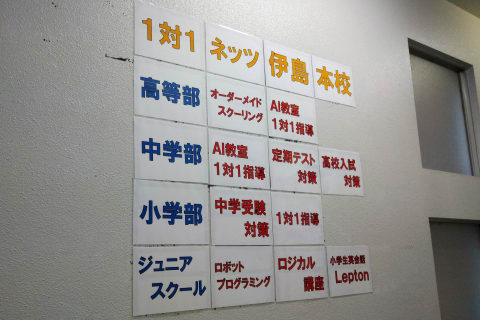 1対1 ネッツ 伊島 本校
高等部 オーダーメイド スクーリング AI教室 1対1指導
中学部 AI教室 1対1指導 定期テスト 対策 高校入試 対策
小学部 中学受験 対策 1対1指導
ジュニア スクール ロボット プログラミング ロジカル 講座 小学生英会話 Lepton